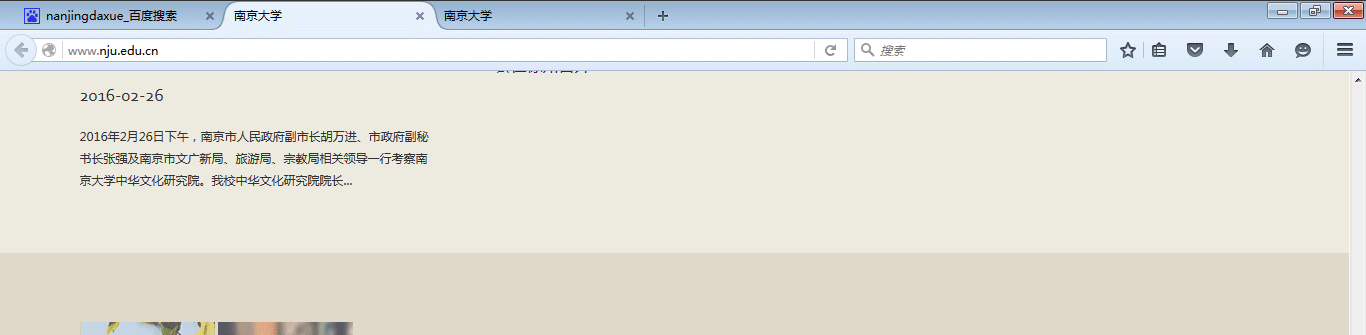 nanjingdaxue_百度搜索
南京大学
南京大学
www.nju.edu.cn
搜索
2016-02-26
2016年2月26日下午，南京市人民政府副市长胡万进、市政府副秘
书长张强及南京市文广新局、旅游局、宗教局相关领导一行考察南
京大学中华文化研究院。我校中华文化研究院院长...